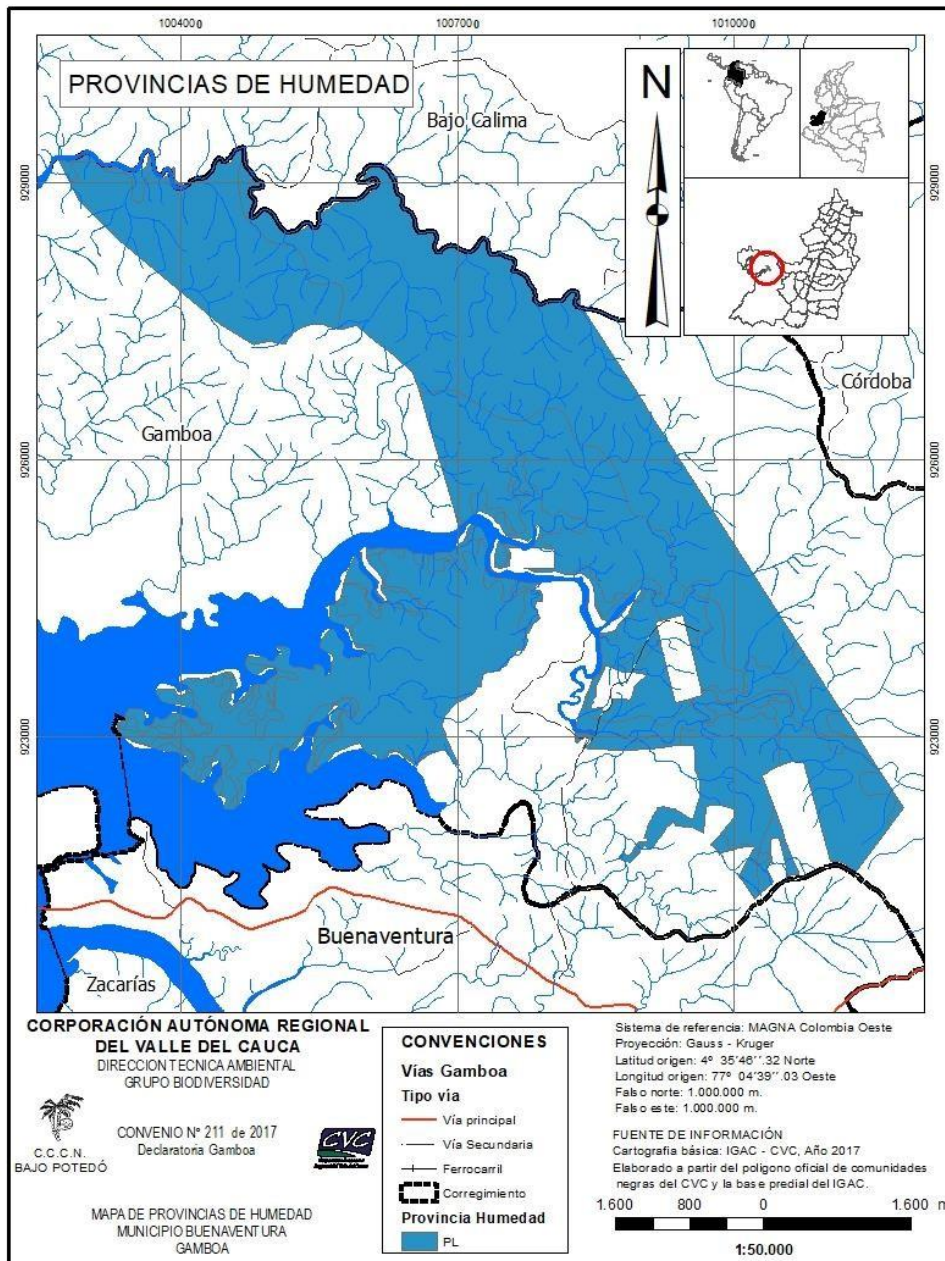 1004000
1007000
1010000
PROVINCIAS DE HUMEDAD
N
Bajo Calima
929000
929000
Córdoba
Gamboa
926000
926000
923000
923000
Buenaventura
Zacarías
CORPORACIÓN AUTÓNOMA REGIONAL
DEL VALLE DEL CAUCA
DIRECCION TECNICA AMBIENTAL
GRUPO BIODIVERSIDAD
C.C.C.N.
BAJO POTEDÓ
CONVENIO N° 211 de 2017
Declaratoria Gamboa
CVC
MAPA DE PROVINCIAS DE HUMEDAD
MUNICIPIO BUENAVENTURA
GAMBOA
CONVENCIONES
Vías Gamboa
Tipo vía
Vía principal
Vía Secundaria
Ferrocarril
Corregimiento
Provincia Humedad
PL
Sistema de referencia: MAGNA Colombia Oeste
Proyección: Gauss - Kruger
Latitud origen: 4º 35'46''.32 Norte
Longitud origen: 77º 04'39''.03 Oeste
Falso norte: 1.000.000 m.
Falso este: 1.000.000 m.
FUENTE DE INFORMACIÓN
Cartografía básica: IGAC - CVC, Año 2017
Elaborado a partir del poligono oficial de comunidades
negras del CVC y la base predial del IGAC.
1.600 800 0 1.600 m
1:50.000